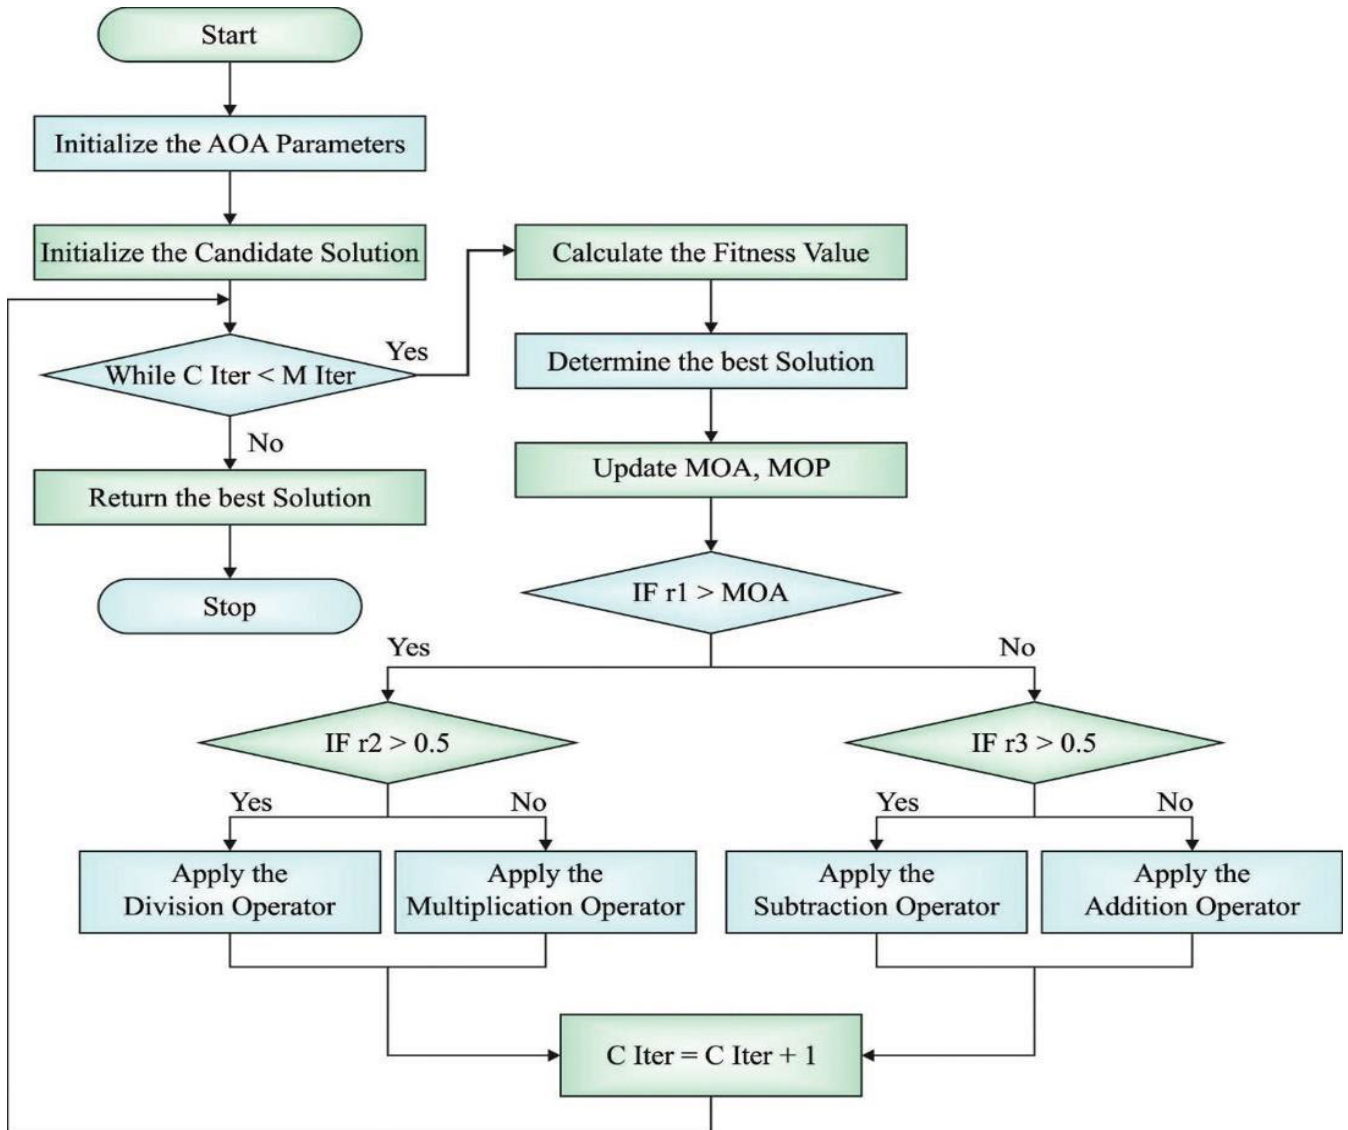 Start
Initialize the AOA Parameters
Initialize the Candidate Solution
While C Iter < M Iter
Yes
No
Return the best Solution
Stop
Calculate the Fitness Value
Determine the best Solution
Update MOA, MOP
IF r1 > MOA
Yes
No
IF r2 > 0.5
Yes
No
Apply the
Division Operator
Apply the
Multiplication Operator
IF r3 > 0.5
Yes
No
Apply the
Subtraction Operator
Apply the
Addition Operator
C Iter = C Iter + 1